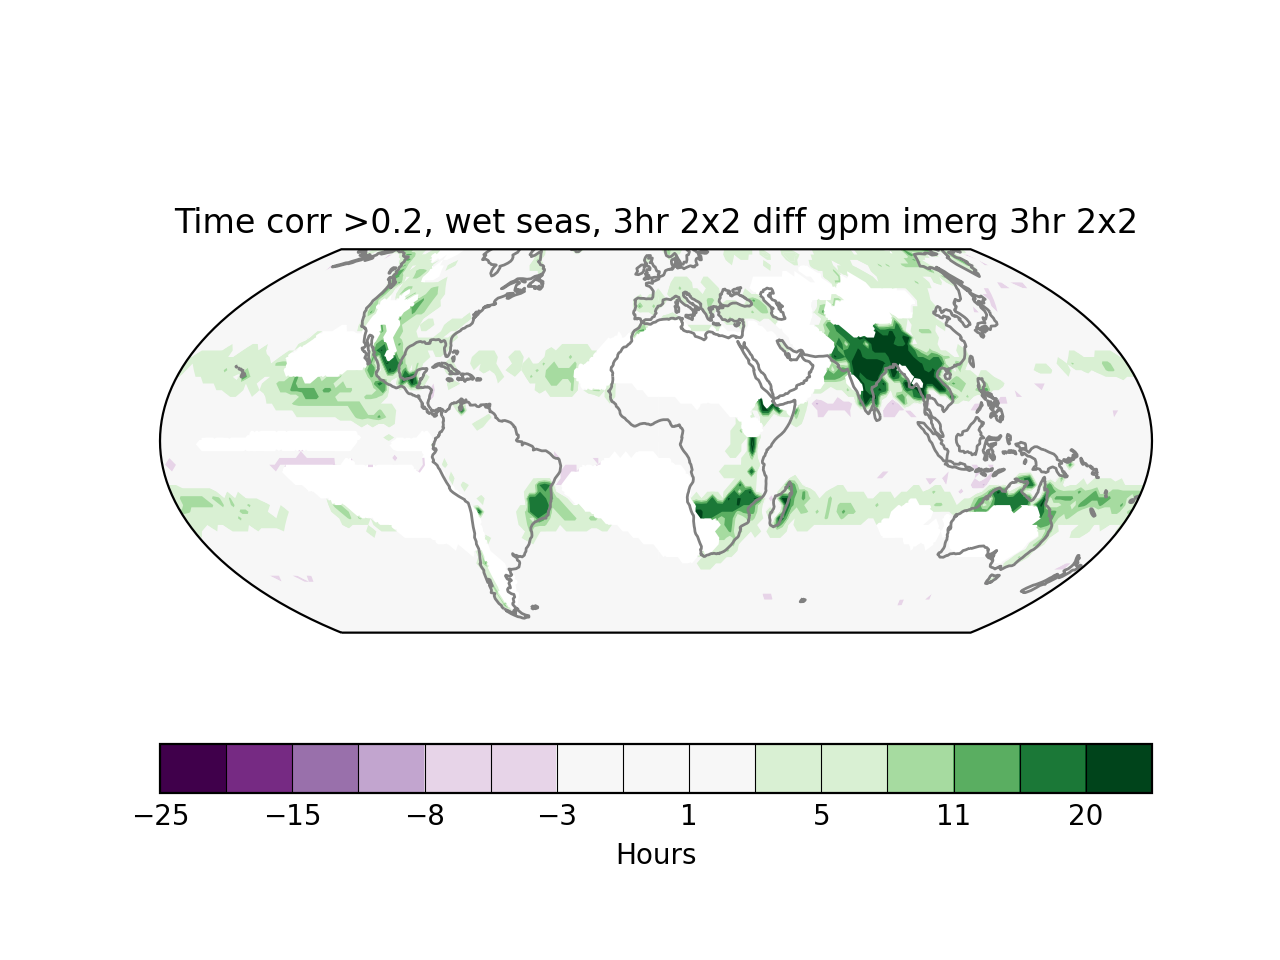 Time corr >0.2, wet seas, 3hr 2x2 diff gpm imerg 3hr 2x2
−25 −15 −8 −3 1 5 11 20
Hours